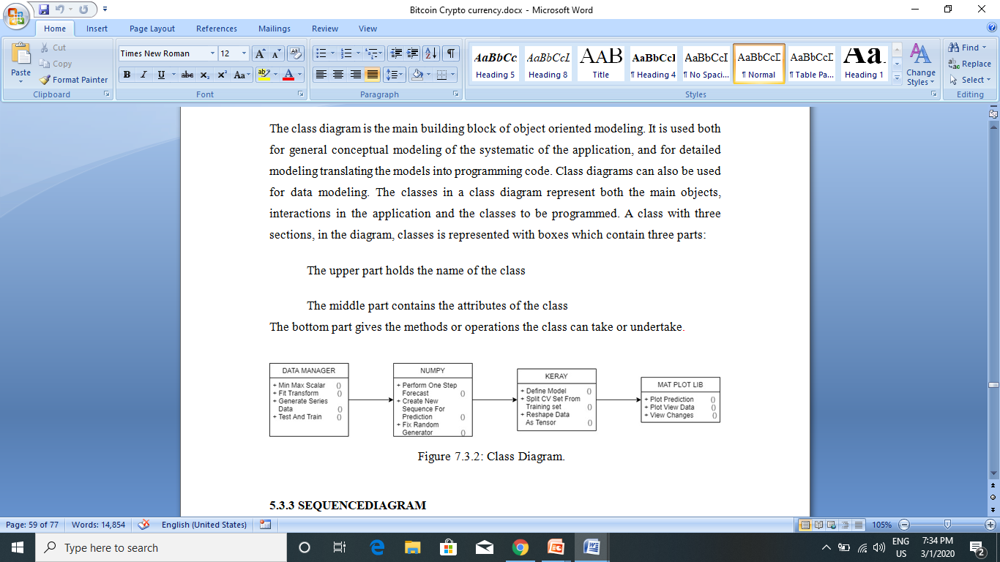 Bitcoin Crypto currency.docx - Microsoft Word
Home Insert Page Layout References Mailings Review View
Paste
Cut
Copy
Format Painter
Clipboard
Times New Roman 12
B I U abc x₂ x² Aa ab A
Font
Paragraph
AaBbCc AaBbCcI AAB AaBbCcI AaBbCcI AaBbCcI AaBbCcI Aa.
Heading 5 Heading 8 Title ¶ Heading 4 ¶ No Spaci... ¶ Normal ¶ Table Pa... Heading 1
Change
Styles
Styles
Find
Replace
Select
Editing
The class diagram is the main building block of object oriented modeling. It is used both
for general conceptual modeling of the systematic of the application, and for detailed
modeling translating the models into programming code. Class diagrams can also be used
for data modeling. The classes in a class diagram represent both the main objects,
interactions in the application and the classes to be programmed. A class with three
sections, in the diagram, classes is represented with boxes which contain three parts:
The upper part holds the name of the class
The middle part contains the attributes of the class
The bottom part gives the methods or operations the class can take or undertake.
DATA MANAGER
+ Min Max Scalar ()
+ Fit Transform ()
+ Generate Series
Data ()
+ Test And Train ()
NUMPY
+ Perform One Step
Forecast ()
+ Create New
Sequence For
Prediction ()
+ Fix Random
Generator ()
KERAY
+ Define Model ()
+ Split CV Set From
Training set ()
+ Reshape Data
As Tensor ()
MAT PLOT LIB
+ Plot Prediction ()
+ Plot View Data ()
+ View Changes ()
Figure 7.3.2: Class Diagram.
5.3.3 SEQUENCEDIAGRAM
Page: 59 of 77 Words: 14,854 English (United States) 105%
Type here to search
ENG
US
7:34 PM
3/1/2020
2